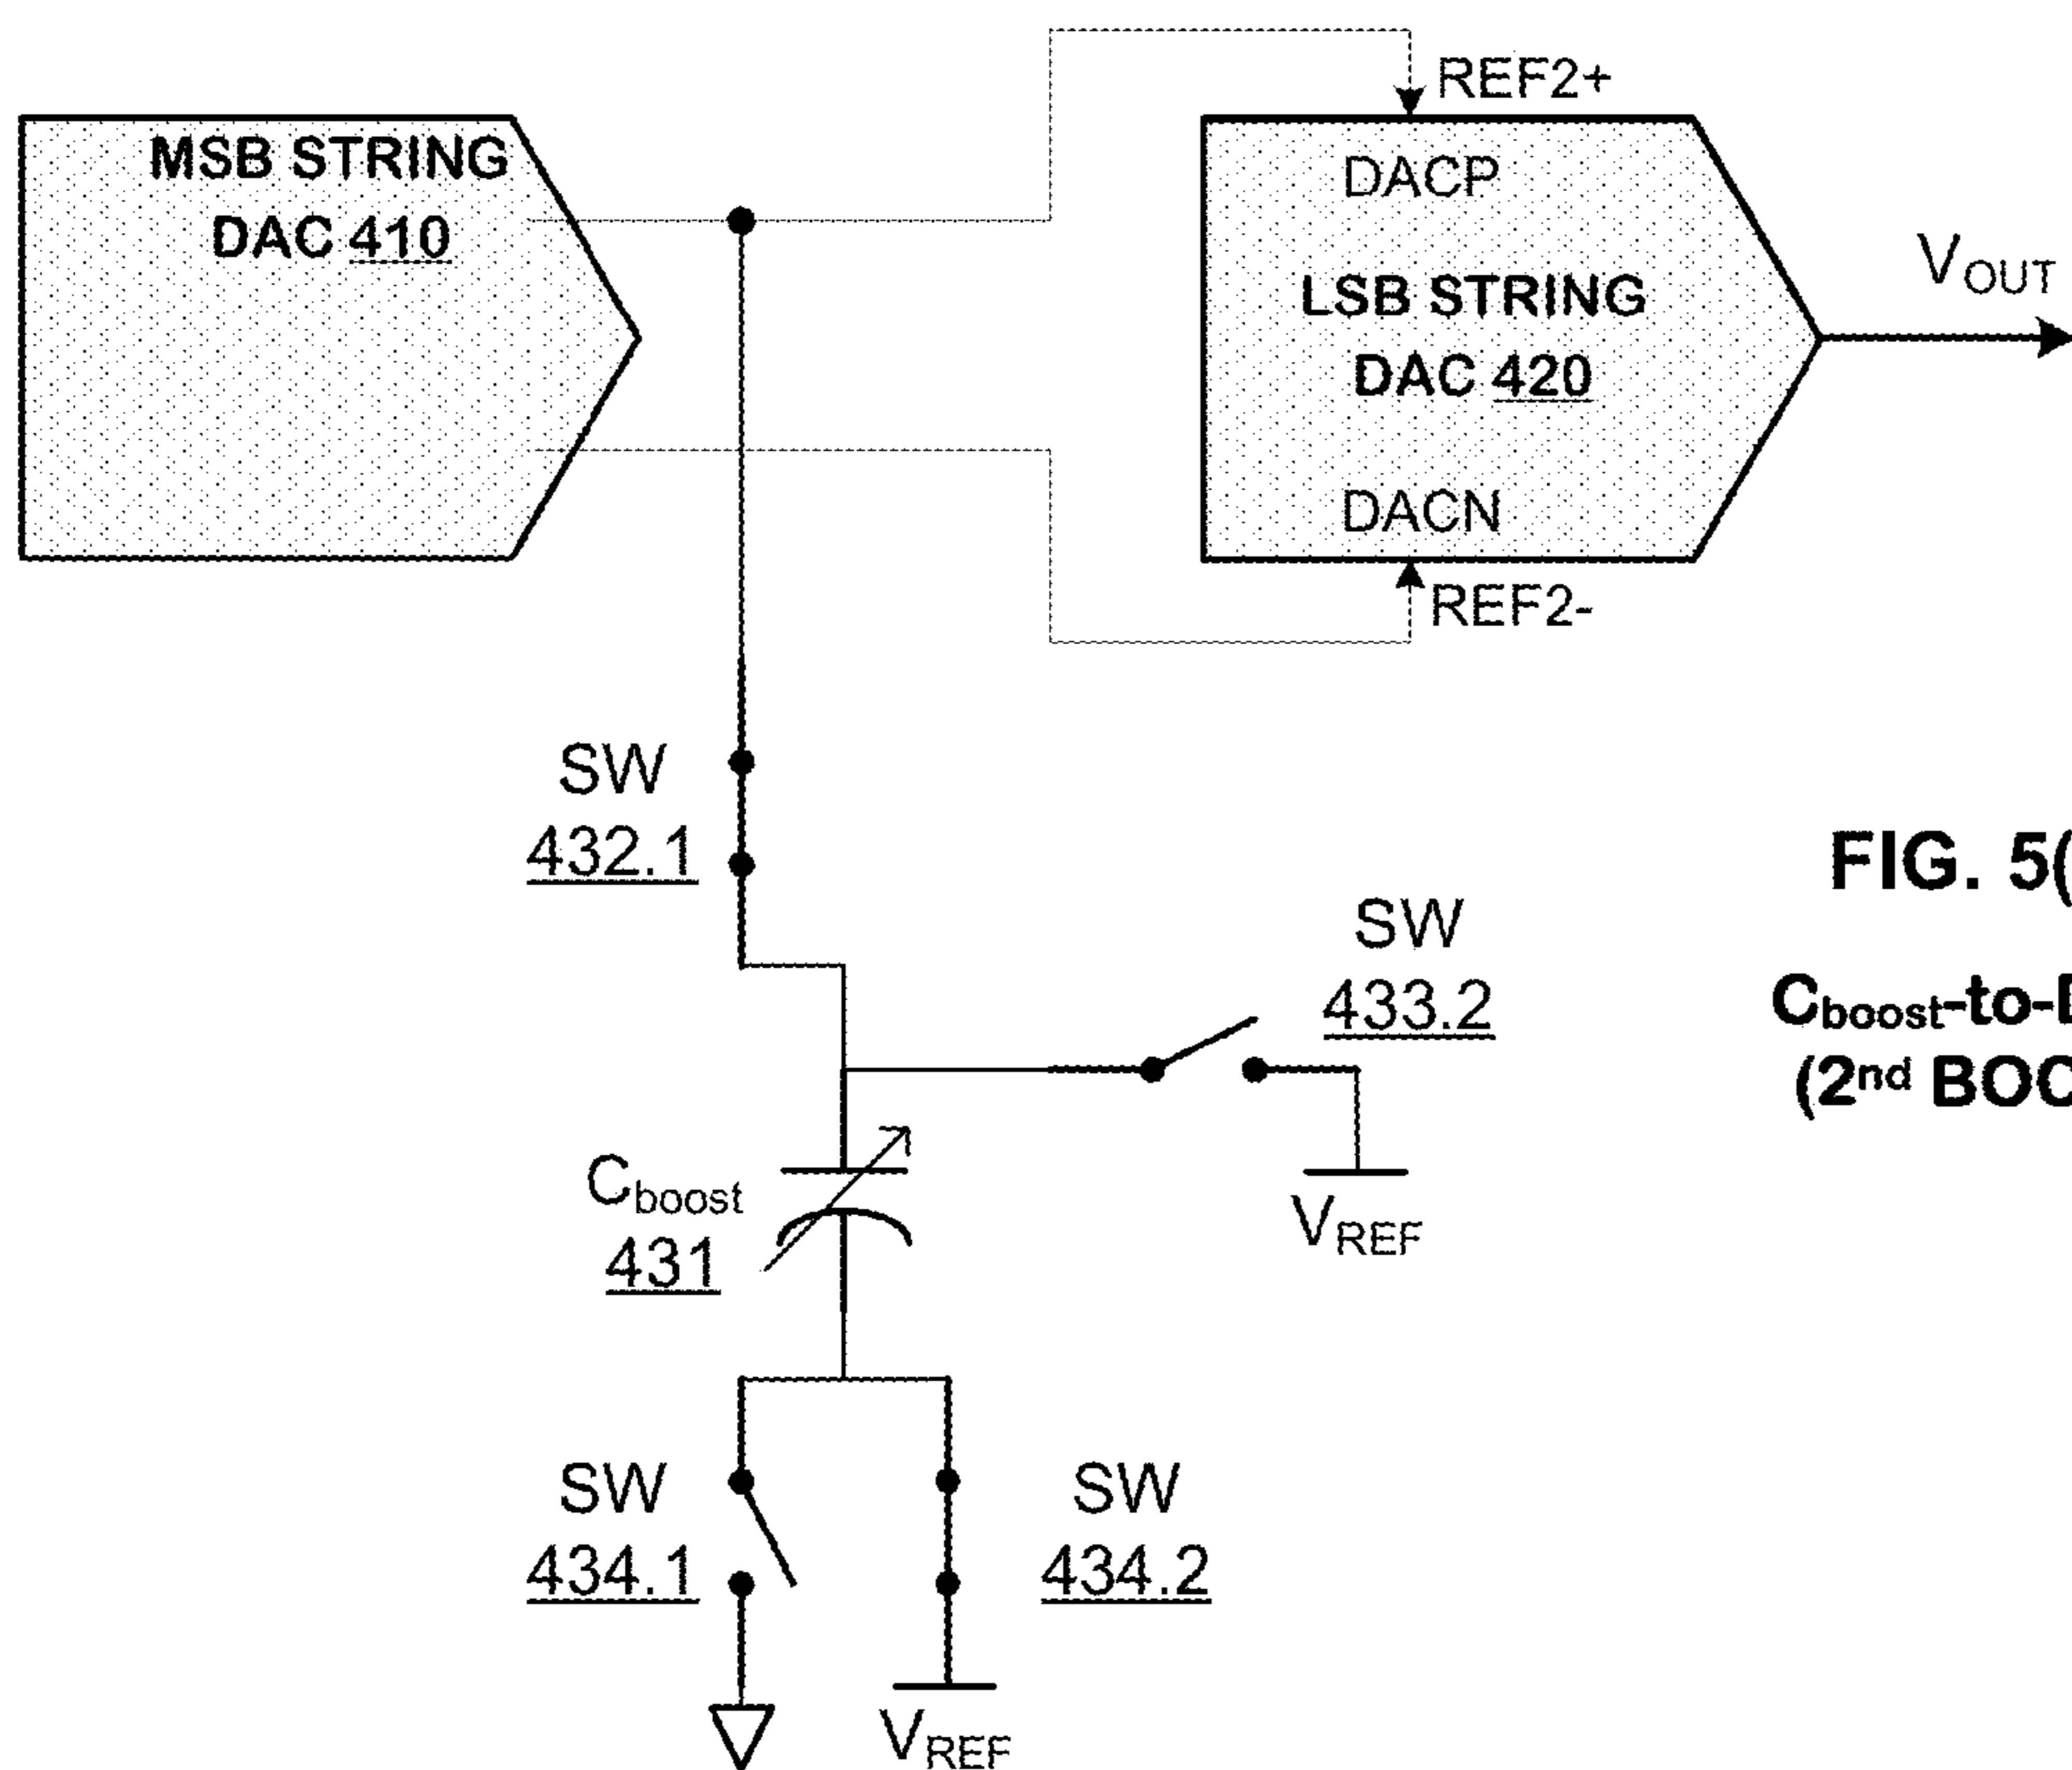 REF2+
MSB STRING
DAC 410
DACP
LSB STRING
DAC 420
VOUT
DACN
REF2-
SW
432.1
FIG. 5(
SW
433.2
Cboost-to-
(2nd
Cboost
431
VREF
SW
434.1
SW
434.2
VREF